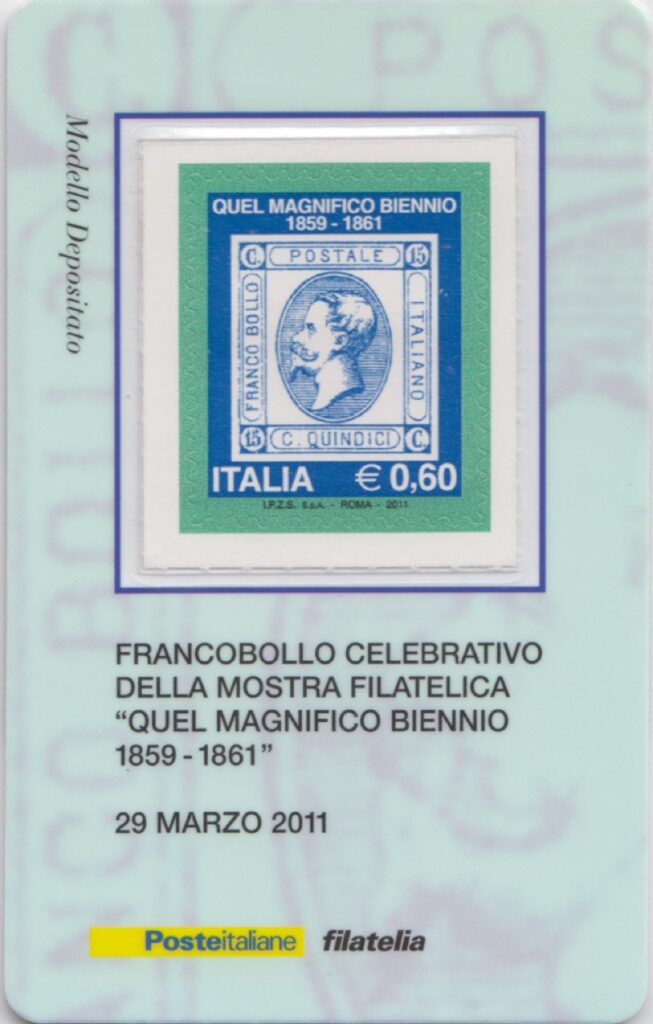 Modello Depositato
QUEL MAGNIFICO BIENNIO
1859 - 1861
C. POSTALE 15
FRANCO BOLLO
ITALIANO
15 C. QUINDICI C.
ITALIA € 0,60
I.P.Z.S. S.p.A. - ROMA - 2011
FRANCOBOLLO CELEBRATIVO
DELLA MOSTRA FILATELICA
“QUEL MAGNIFICO BIENNIO
1859 - 1861”
29 MARZO 2011
Posteitaliane filatelia